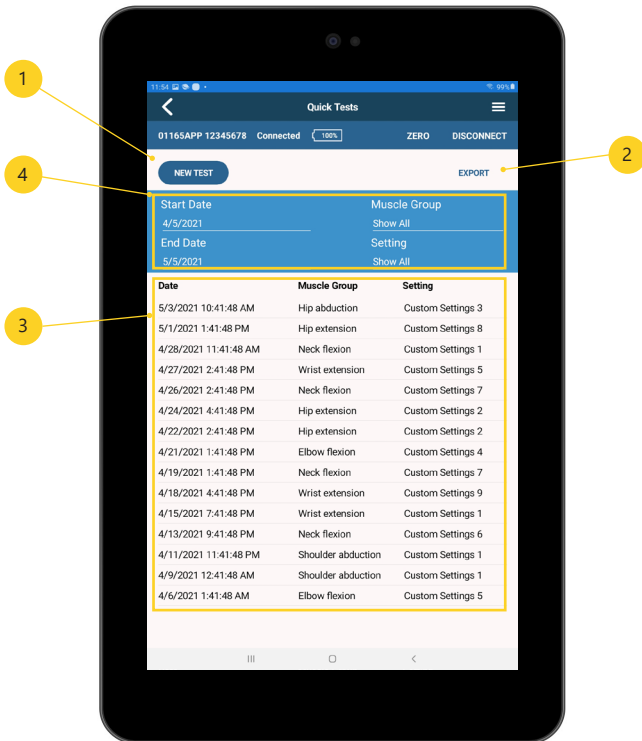 11:54 99%
Quick Tests
01165APP 12345678 Connected 100% ZERO DISCONNECT
1
NEW TEST EXPORT
2
4
Start Date Muscle Group
4/5/2021 Show All
End Date Setting
5/5/2021 Show All
3
Date Muscle Group Setting
5/3/2021 10:41:48 AM Hip abduction Custom Settings 3
5/1/2021 1:41:48 PM Hip extension Custom Settings 8
4/28/2021 11:41:48 AM Neck flexion Custom Settings 1
4/27/2021 2:41:48 PM Wrist extension Custom Settings 5
4/26/2021 2:41:48 PM Neck flexion Custom Settings 7
4/24/2021 4:41:48 PM Hip extension Custom Settings 2
4/22/2021 2:41:48 PM Hip extension Custom Settings 2
4/21/2021 1:41:48 PM Elbow flexion Custom Settings 4
4/19/2021 1:41:48 PM Neck flexion Custom Settings 7
4/18/2021 4:41:48 PM Wrist extension Custom Settings 9
4/15/2021 7:41:48 PM Wrist extension Custom Settings 1
4/13/2021 9:41:48 PM Neck flexion Custom Settings 6
4/11/2021 11:41:48 PM Shoulder abduction Custom Settings 1
4/9/2021 12:41:48 AM Shoulder abduction Custom Settings 1
4/6/2021 1:41:48 AM Elbow flexion Custom Settings 5